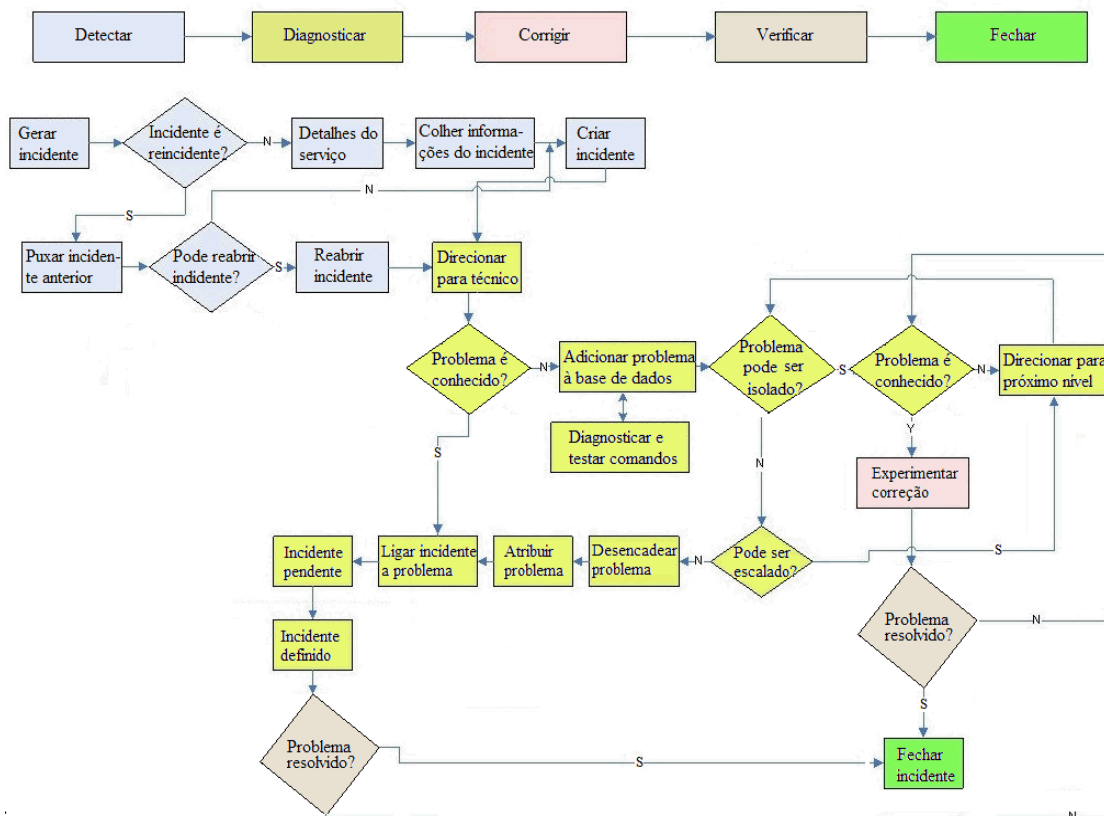 Detectar
Diagnosticar
Corrigir
Verificar
Fechar
Gerar
incidente
Incidente é
reincidente?
N
Detalhes do
serviço
Colher informa-
ções do incidente
Criar
incidente
S
N
Puxar inciden-
te anterior
Pode reabrir
indidente?
S
Reabrir
incidente
Direcionar
para técnico
Problema é
conhecido?
N
Adicionar problema
à base de dados
Problema
pode ser
isolado?
S
Problema é
conhecido?
N
Direcionar para
próximo nível
Diagnosticar e
testar comandos
S
N
Y
Experimentar
correção
Incidente
pendente
Ligar incidente
a problema
Atribuir
problema
Desencadear
problema
N
Pode ser
escalado?
S
Incidente
definido
Problema
resolvido?
N
S
Problema
resolvido?
S
Fechar
incidente
N